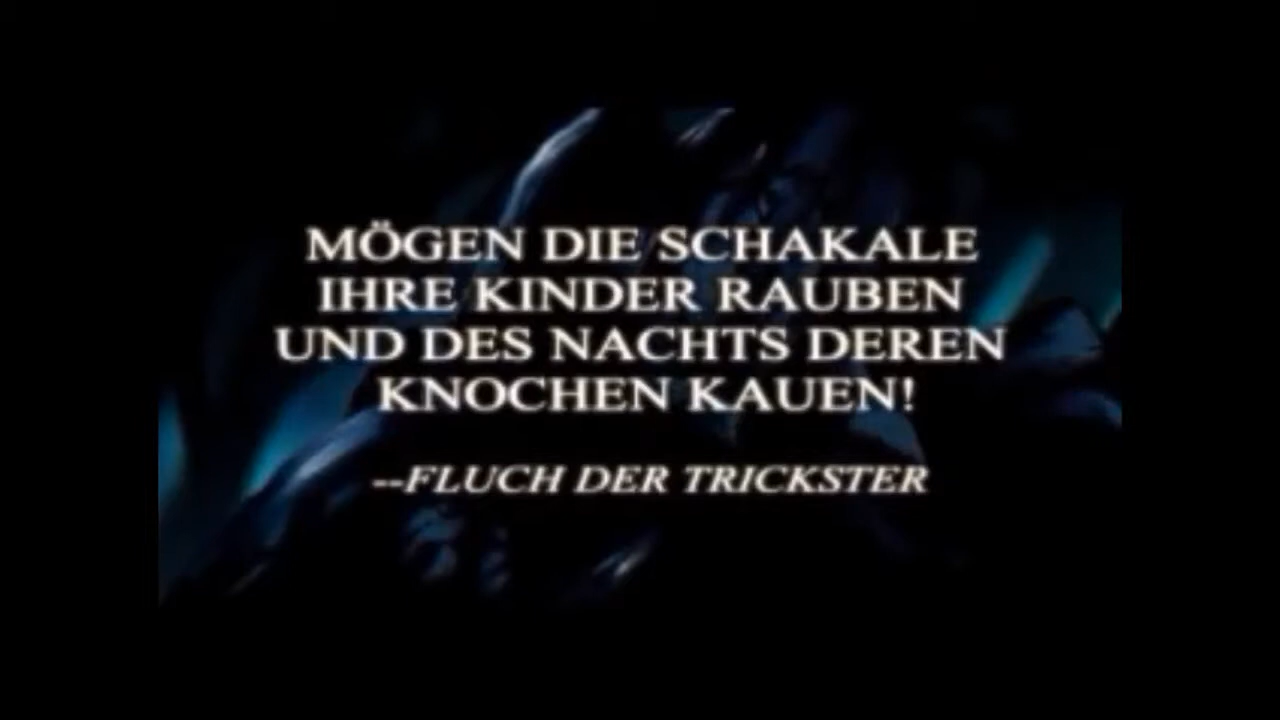 MÖGEN DIE SCHAKALE
IHRE KINDER RAUBEN
UND DES NACHTS DEREN
KNOCHEN KAUEN!
--FLUCH DER TRICKSTER